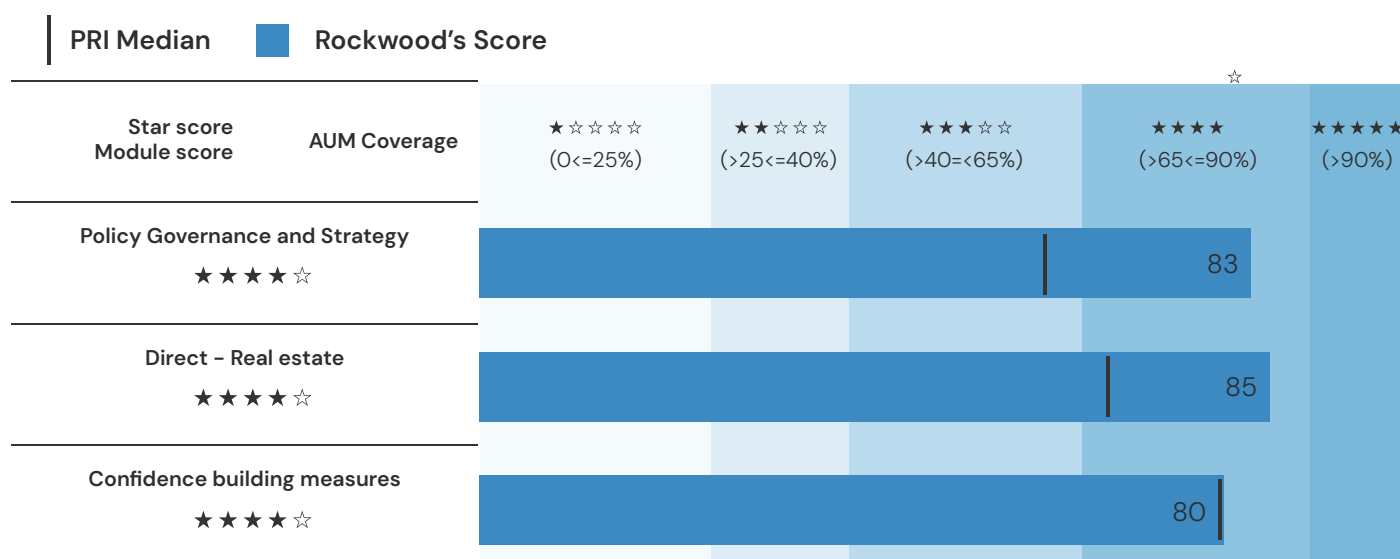 PRI Median
Rockwood's Score
☆
Star score
Module score
AUM Coverage
★☆☆☆☆
(0<=25%)
★★☆☆☆
(>25<=40%)
★★★☆☆
(>40=<65%)
★★★★
(>65<=90%)
★★★★★
(>90%)
Policy Governance and Strategy
★★★★☆
83
Direct – Real estate
★★★★☆
85
Confidence building measures
★★★★☆
80